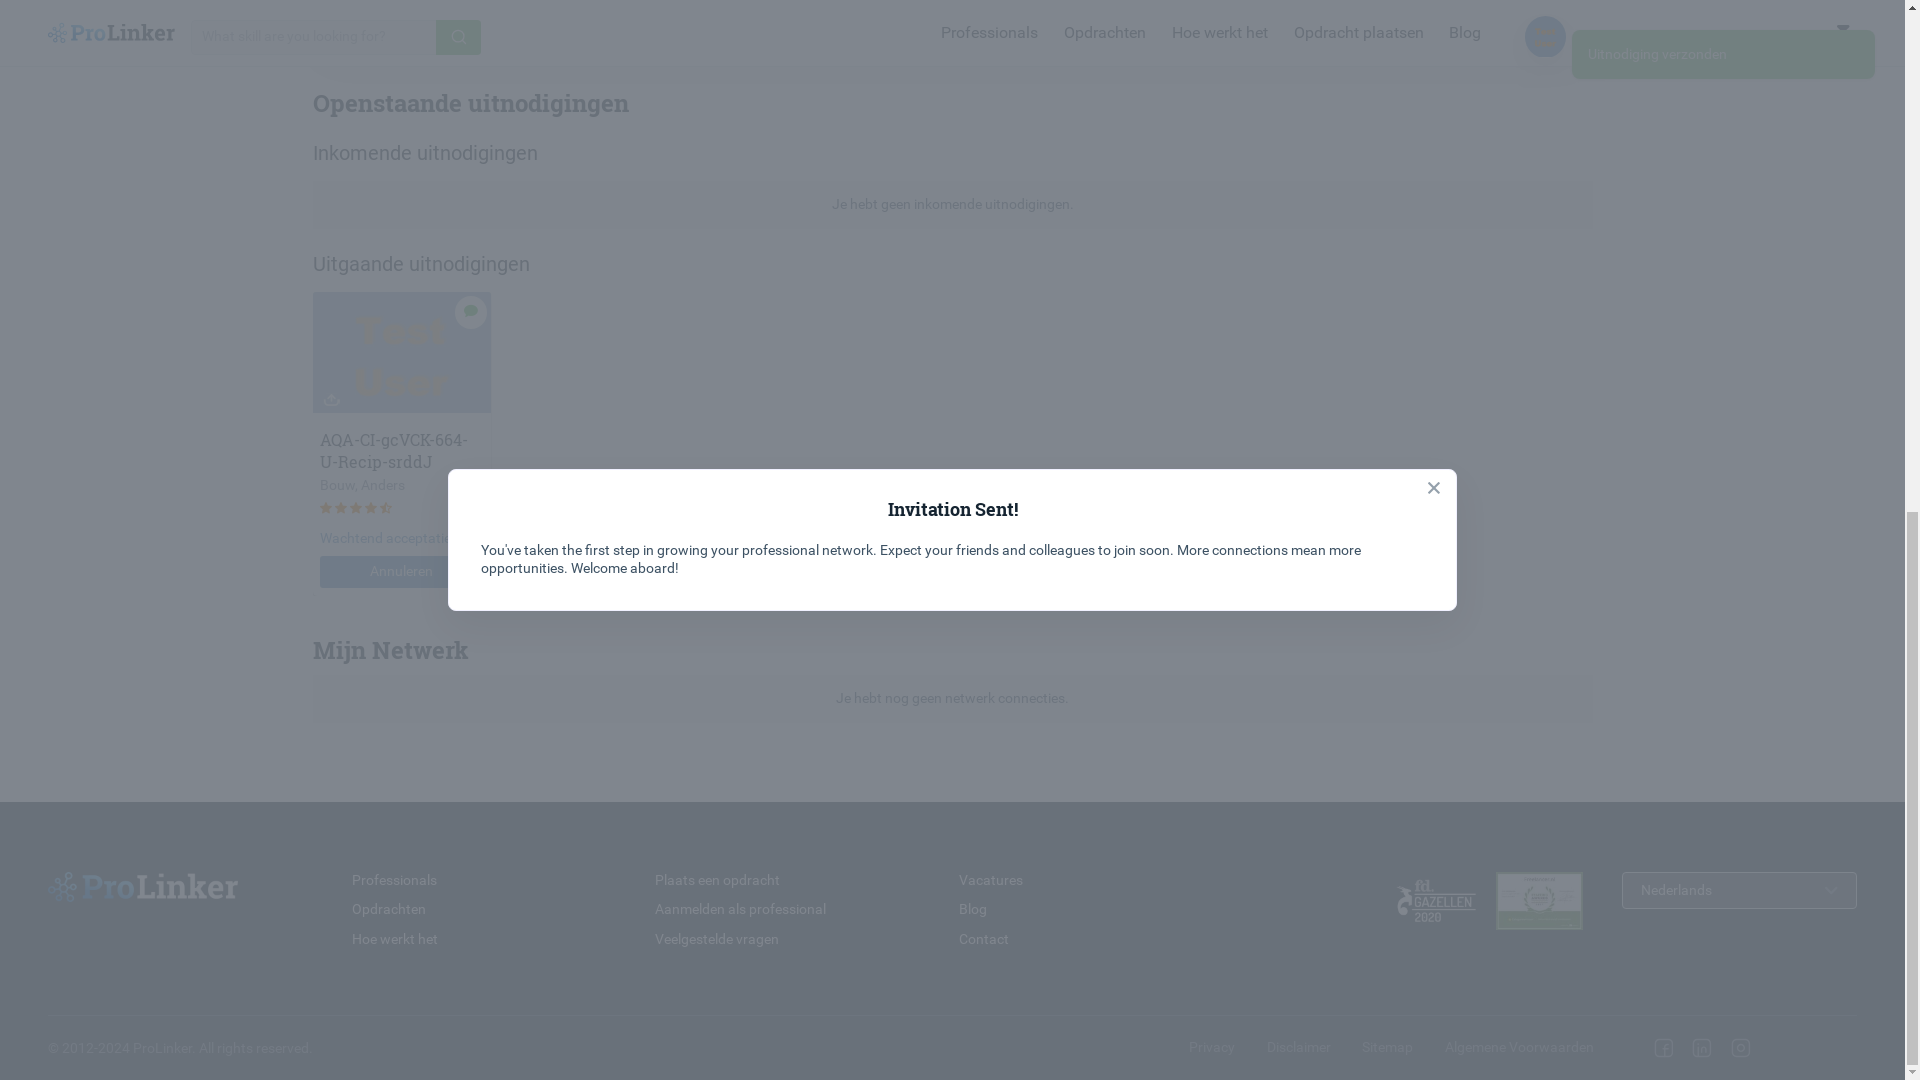 ProLinker
What skill are you looking for?
Professionals
Opdrachten
Hoe werkt het
Opdracht plaatsen
Blog
Uitnodiging verzonden
Openstaande uitnodigingen
Inkomende uitnodigingen
Je hebt geen inkomende uitnodigingen.
Uitgaande uitnodigingen
Test
User
AQA-CI-gcVCK-664-
U-Recip-srddJ
Bouw, Anders
Wachtend acceptatie
Annuleren
Invitation Sent!
You've taken the first step in growing your professional network. Expect your friends and colleagues to join soon. More connections mean more
opportunities. Welcome aboard!
Mijn Netwerk
Je hebt nog geen netwerk connecties.
ProLinker
Professionals
Opdrachten
Hoe werkt het
Plaats een opdracht
Aanmelden als professional
Veelgestelde vragen
Vacatures
Blog
Contact
fd.
GAZELLEN
2020
Nederlands
© 2012-2024 ProLinker. All rights reserved.
Privacy
Disclaimer
Sitemap
Algemene Voorwaarden